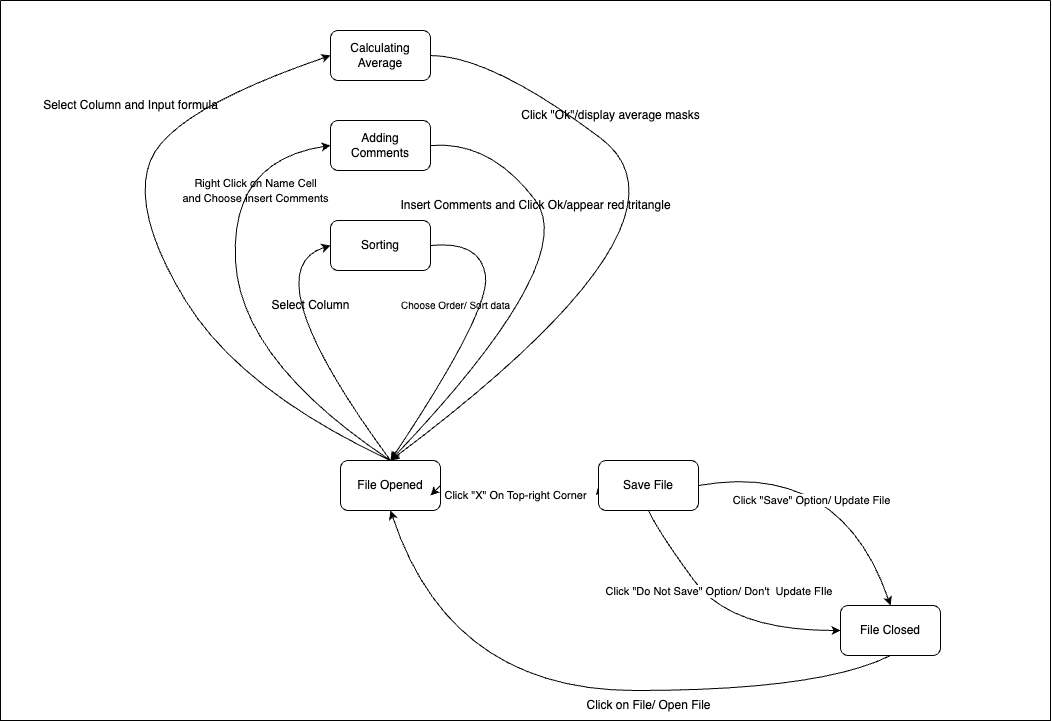 Calculating
Average
Select Column and Input formula
Click "Ok"/display average masks
Adding
Comments
Right Click on Name Cell
and Choose Insert Comments
Insert Comments and Click Ok/appear red tritangle
Sorting
Select Column
Choose Order/ Sort data
File Opened
Click "X" On Top-right Corner
Save File
Click "Save" Option/ Update File
Click "Do Not Save" Option/ Don't  Update FIle
File Closed
Click on File/ Open File